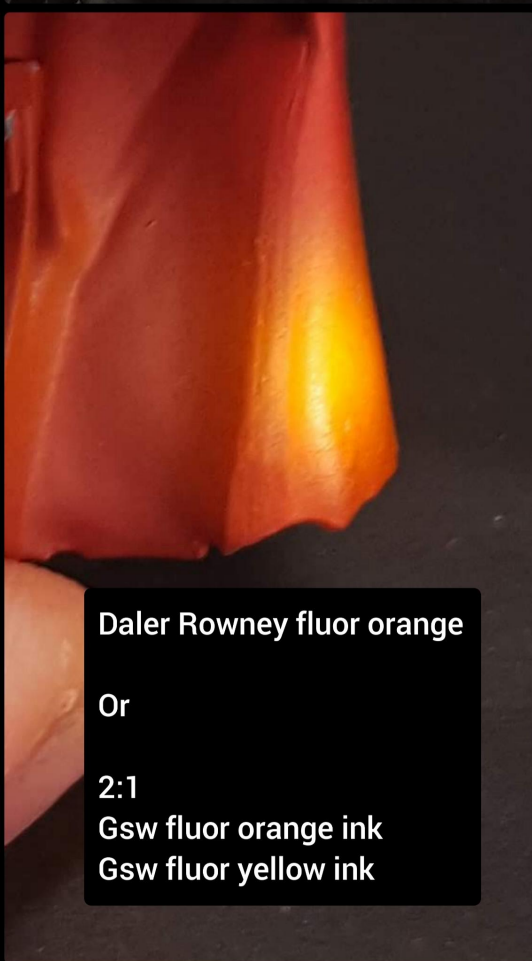 Daler Rowney fluor orange
Or
2:1
Gsw fluor orange ink
Gsw fluor yellow ink